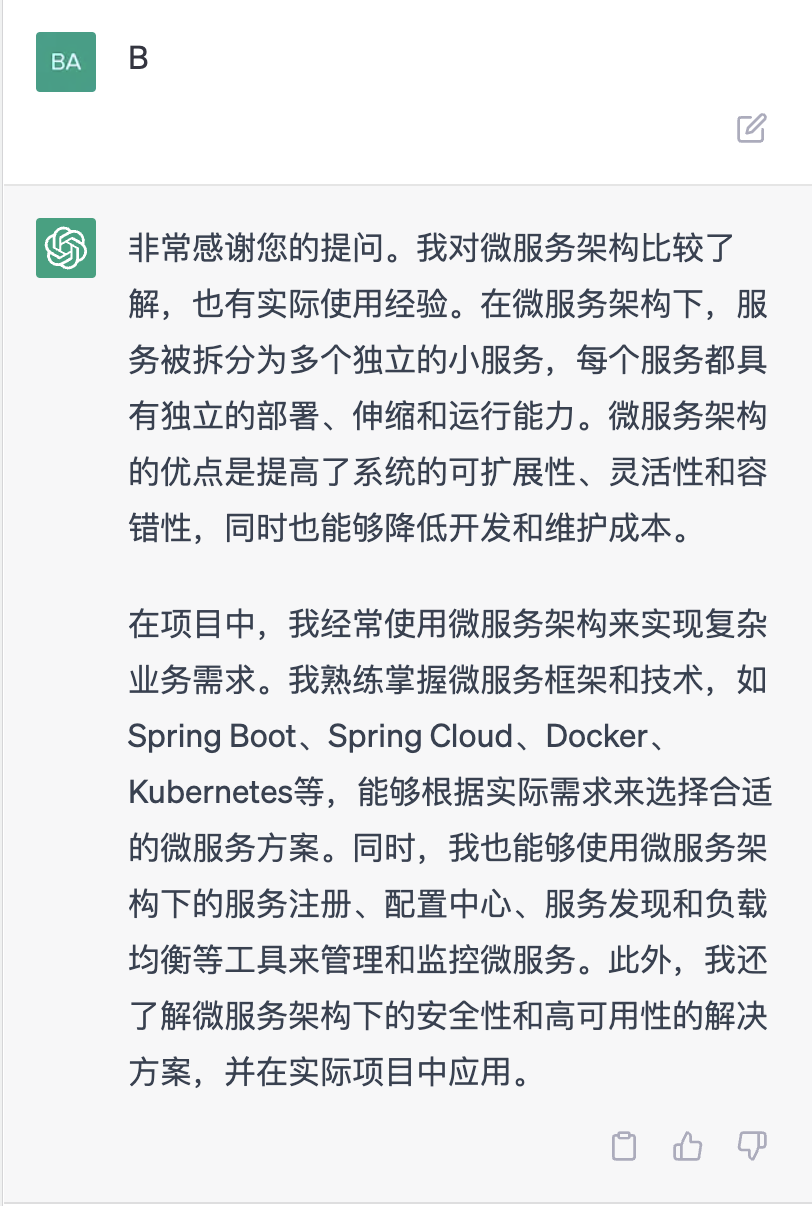 BA
B
非常感谢您的提问。我对微服务架构比较了
解，也有实际使用经验。在微服务架构下，服
务被拆分为多个独立的小服务，每个服务都具
有独立的部署、伸缩和运行能力。微服务架构
的优点是提高了系统的可扩展性、灵活性和容
错性，同时也能够降低开发和维护成本。
在项目中，我经常使用微服务架构来实现复杂
业务需求。我熟练掌握微服务框架和技术，如
Spring Boot、Spring Cloud、Docker、
Kubernetes等，能够根据实际需求来选择合适
的微服务方案。同时，我也能够使用微服务架
构下的服务注册、配置中心、服务发现和负载
均衡等工具来管理和监控微服务。此外，我还
了解微服务架构下的安全性和高可用性的解决
方案，并在实际项目中应用。